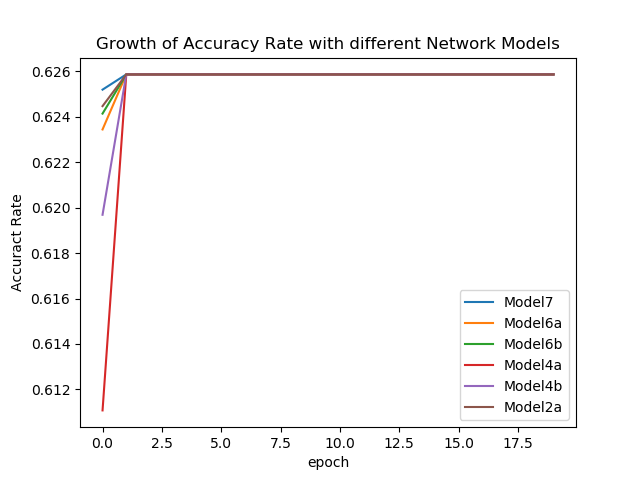 Growth of Accuracy Rate with different Network Models
Accuract Rate
0.626
0.624
0.622
0.620
0.618
0.616
0.614
0.612
Model7
Model6a
Model6b
Model4a
Model4b
Model2a
0.0 2.5 5.0 7.5 10.0 12.5 15.0 17.5
epoch